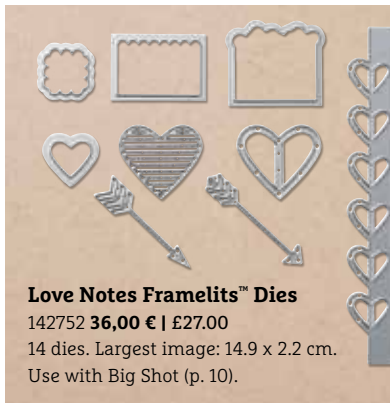 Love Notes Framelits™ Dies
142752 36,00 € | £27.00
14 dies. Largest image: 14.9 x 2.2 cm.
Use with Big Shot (p. 10).